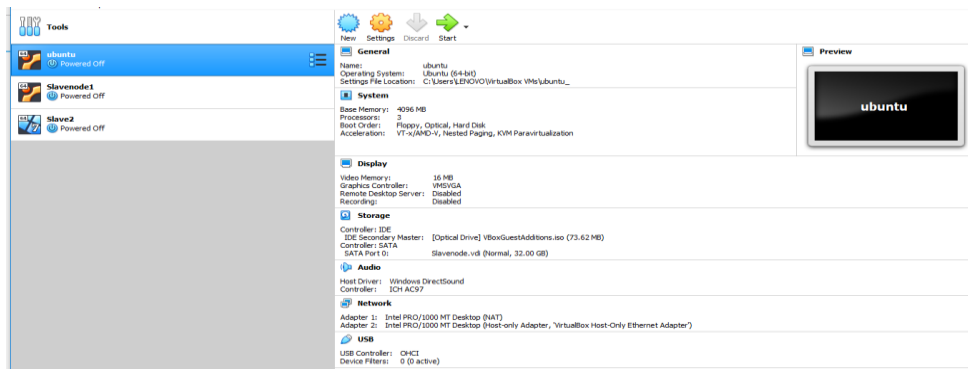 Tools
New Settings Discard Start
64 ubuntu
Powered Off
64 Slavenode1
Powered Off
64 Slave2
Powered Off
General
Name: ubuntu
Operating System: Ubuntu (64-bit)
Settings File Location: C:\Users\LENOVO\VirtualBox VMs\ubuntu_
Preview
ubuntu
System
Base Memory: 4096 MB
Processors: 3
Boot Order: Floppy, Optical, Hard Disk
Acceleration: VT-x/AMD-V, Nested Paging, KVM Paravirtualization
Display
Video Memory: 16 MB
Graphics Controller: VMSVGA
Remote Desktop Server: Disabled
Recording: Disabled
Storage
Controller: IDE
IDE Secondary Master: [Optical Drive] VBoxGuestAdditions.iso (73.62 MB)
Controller: SATA
SATA Port 0: Slavenode.vdi (Normal, 32.00 GB)
Audio
Host Driver: Windows DirectSound
Controller: ICH AC97
Network
Adapter 1: Intel PRO/1000 MT Desktop (NAT)
Adapter 2: Intel PRO/1000 MT Desktop (Host-only Adapter, 'VirtualBox Host-Only Ethernet Adapter')
USB
USB Controller: OHCI
Device Filters: 0 (0 active)